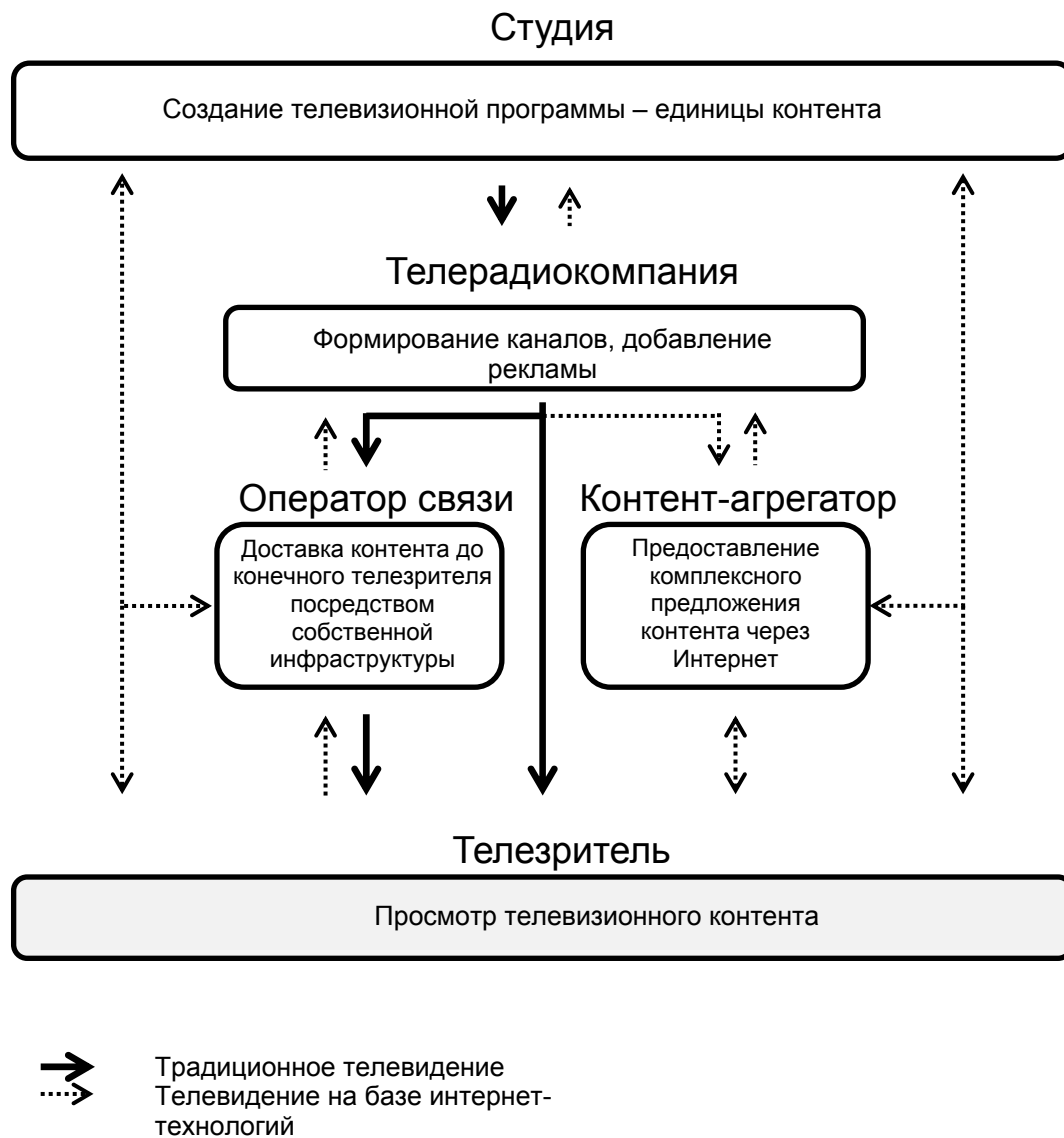 Студия
Создание телевизионной программы – единицы контента
Телерадиокомпания
Формирование каналов, добавление
рекламы
Оператор связи
Доставка контента до
конечного телезрителя
посредством
собственной
инфраструктуры
Контент-агрегатор
Предоставление
комплексного
предложения
контента через
Интернет
Телезритель
Просмотр телевизионного контента
Традиционное телевидение
Телевидение на базе интернет-
технологий